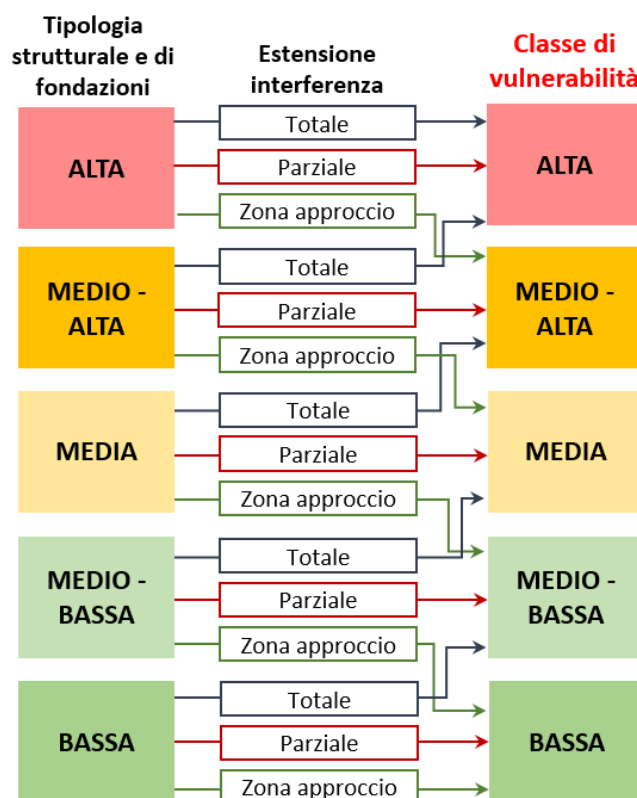 Tipologia
strutturale e di
fondazioni
Estensione
interferenza
Classe di
vulnerabilità
ALTA
Totale
Parziale
Zona approccio
ALTA
MEDIO -
ALTA
Totale
Parziale
Zona approccio
MEDIO -
ALTA
MEDIA
Totale
Parziale
Zona approccio
MEDIA
MEDIO -
BASSA
Totale
Parziale
Zona approccio
MEDIO -
BASSA
BASSA
Totale
Parziale
Zona approccio
BASSA